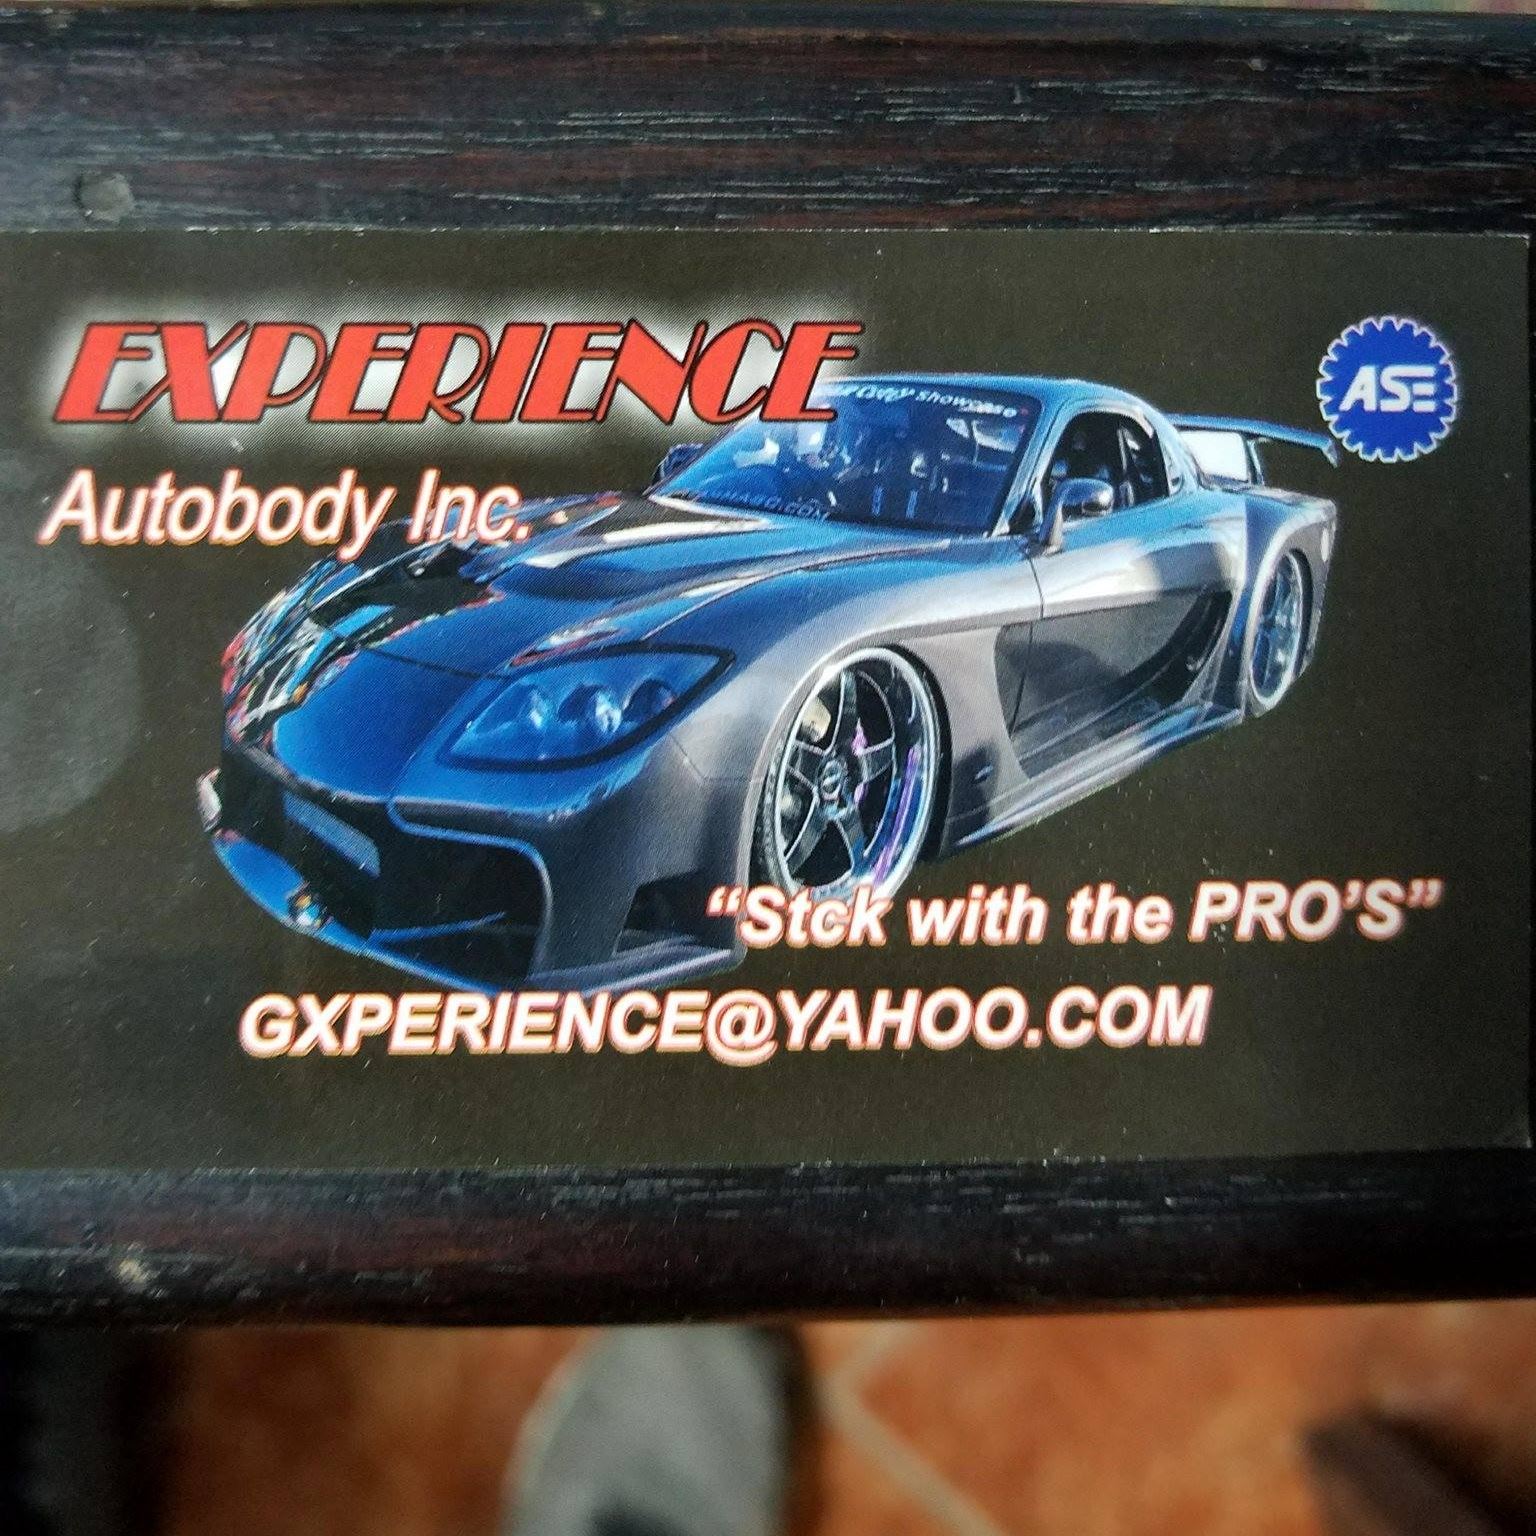 EXPERIENCE
ASE
Autobody Inc.
"Stck with the PRO'S"
GXPERIENCE@YAHOO.COM